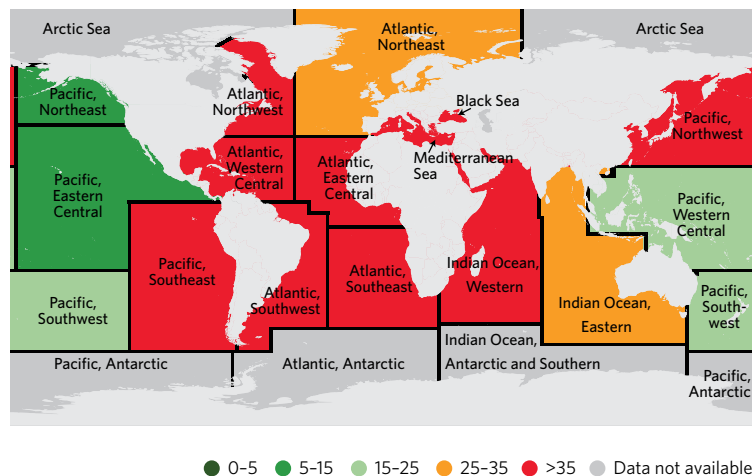 Arctic Sea
Atlantic,
Northeast
Arctic Sea
Pacific,
Northeast
Atlantic,
Northwest
Black Sea
Pacific,
Northwest
Mediterranean
Sea
Atlantic,
Western
Central
Atlantic,
Eastern
Central
Pacific,
Eastern
Central
Pacific,
Western
Central
Pacific,
Southeast
Atlantic,
Southwest
Atlantic,
Southeast
Indian Ocean,
Western
Indian Ocean,
Eastern
Pacific,
Southwest
Pacific,
South-
west
Pacific, Antarctic
Atlantic, Antarctic
Indian Ocean,
Antarctic and Southern
Pacific,
Antarctic
0–5 5–15 15–25 25–35 >35 Data not available